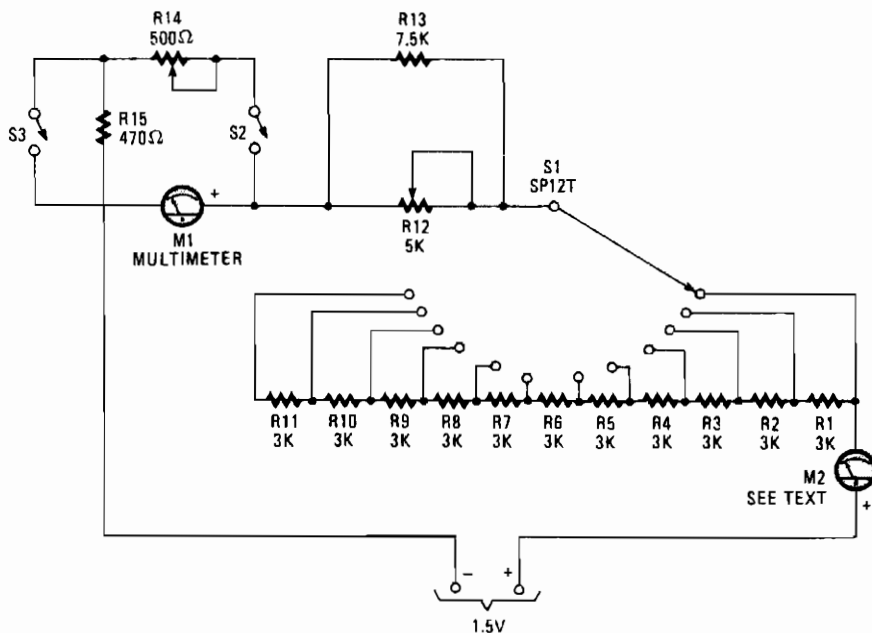 R14
500Ω
R13
7.5K
S3
R15
470Ω
S2
S1
SP12T
+
M1
MULTIMETER
R12
5K
R11
3K
R10
3K
R9
3K
R8
3K
R7
3K
R6
3K
R5
3K
R4
3K
R3
3K
R2
3K
R1
3K
M2
SEE TEXT
+
−
+
1.5V